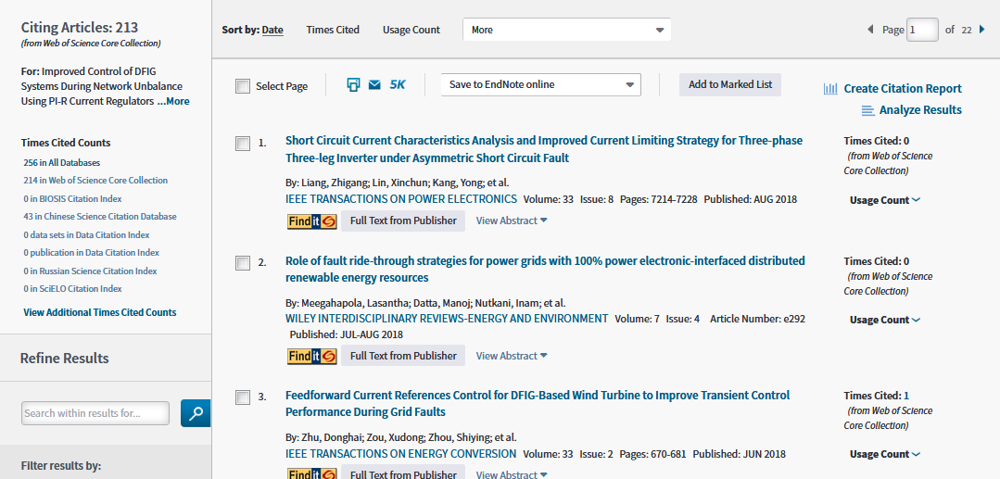 Citing Articles: 213
(from Web of Science Core Collection)
For: Improved Control of DFIG
Systems During Network Unbalance
Using PI-R Current Regulators ...More
Times Cited Counts
256 in All Databases
214 in Web of Science Core Collection
0 in BIOSIS Citation Index
43 in Chinese Science Citation Database
0 data sets in Data Citation Index
0 publication in Data Citation Index
0 in Russian Science Citation Index
0 in SciELO Citation Index
View Additional Times Cited Counts
Refine Results
Search within results for...
Filter results by:
Sort by: Date Times Cited Usage Count More
Page 1 of 22
Select Page 5K Save to EndNote online Add to Marked List
Create Citation Report
Analyze Results
1. Short Circuit Current Characteristics Analysis and Improved Current Limiting Strategy for Three-phase
Three-leg Inverter under Asymmetric Short Circuit Fault
By: Liang, Zhigang; Lin, Xinchun; Kang, Yong; et al.
IEEE TRANSACTIONS ON POWER ELECTRONICS Volume: 33 Issue: 8 Pages: 7214-7228 Published: AUG 2018
Find it S Full Text from Publisher View Abstract
Times Cited: 0
(from Web of Science
Core Collection)
Usage Count
2. Role of fault ride-through strategies for power grids with 100% power electronic-interfaced distributed
renewable energy resources
By: Meegahapola, Lasantha; Datta, Manoj; Nutkani, Inam; et al.
WILEY INTERDISCIPLINARY REVIEWS-ENERGY AND ENVIRONMENT Volume: 7 Issue: 4 Article Number: e292
Published: JUL-AUG 2018
Find it S Full Text from Publisher View Abstract
Times Cited: 0
(from Web of Science
Core Collection)
Usage Count
3. Feedforward Current References Control for DFIG-Based Wind Turbine to Improve Transient Control
Performance During Grid Faults
By: Zhu, Donghai; Zou, Xudong; Zhou, Shiying; et al.
IEEE TRANSACTIONS ON ENERGY CONVERSION Volume: 33 Issue: 2 Pages: 670-681 Published: JUN 2018
Find it S Full Text from Publisher View Abstract
Times Cited: 1
(from Web of Science
Core Collection)
Usage Count